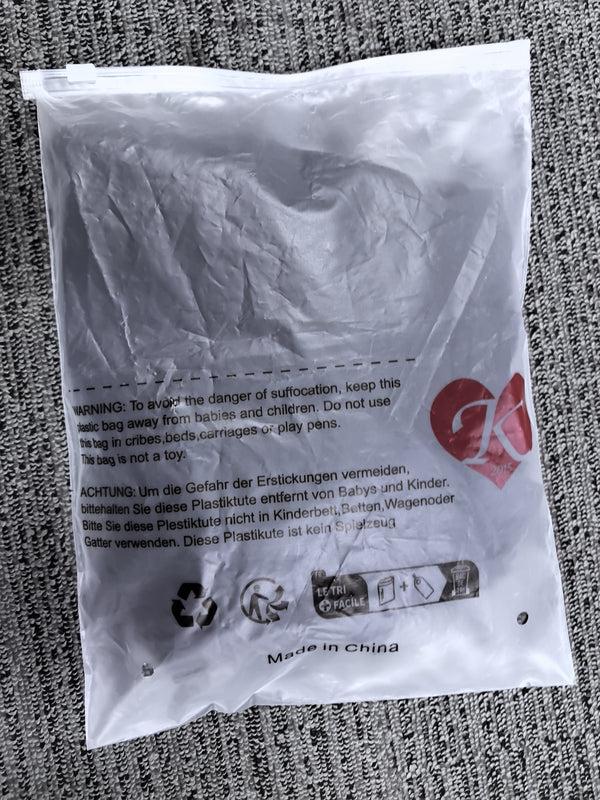 WARNING: To avoid the danger of suffocation, keep this
plastic bag away from babies and children. Do not use
this bag in cribes,beds,carriages or play pens.
This bag is not a toy.
ACHTUNG: Um die Gefahr der Erstickungen vermeiden,
bittehalten Sie diese Plastiktute entfernt von Babys und Kinder.
Bitte Sie diese Plestiktute nicht in Kinderbett,Betten,Wagenoder
Gatter verwenden. Diese Plastikute ist kein Spielzeug
K
2015
FR
LE TRI
+ FACILE
+
Made in China